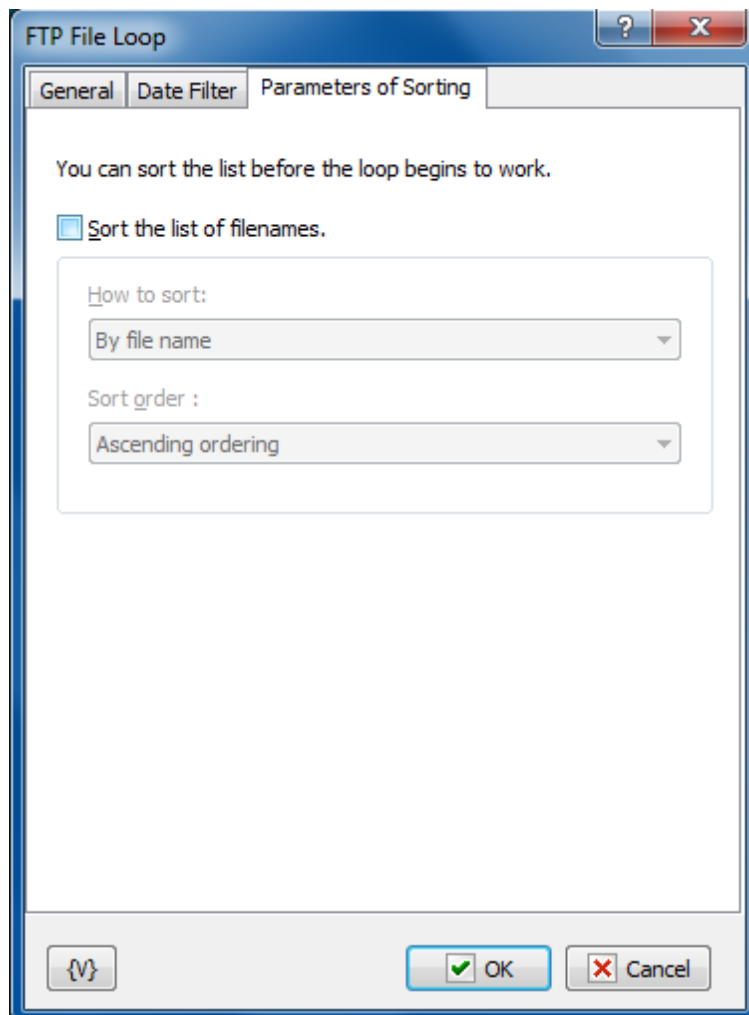 FTP File Loop
?
General Date Filter Parameters of Sorting
You can sort the list before the loop begins to work.
Sort the list of filenames.
How to sort:
By file name
Sort order :
Ascending ordering
{V} OK Cancel